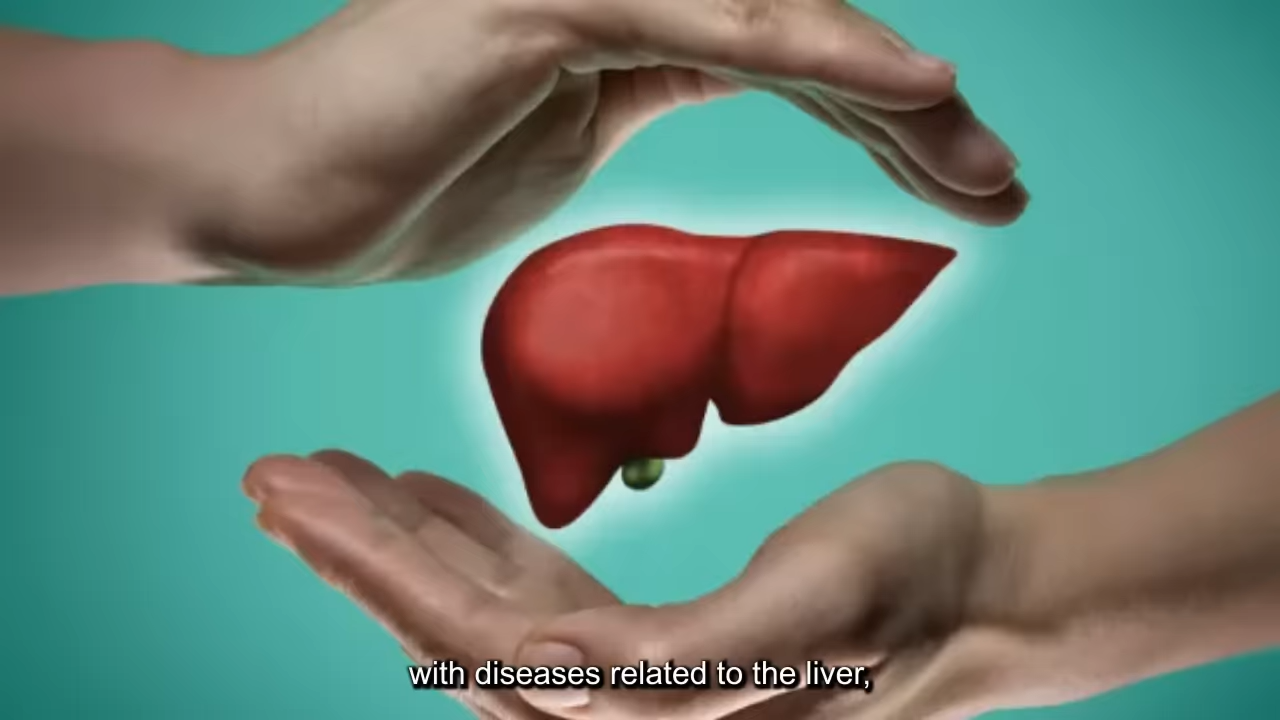 with diseases related to the liver,